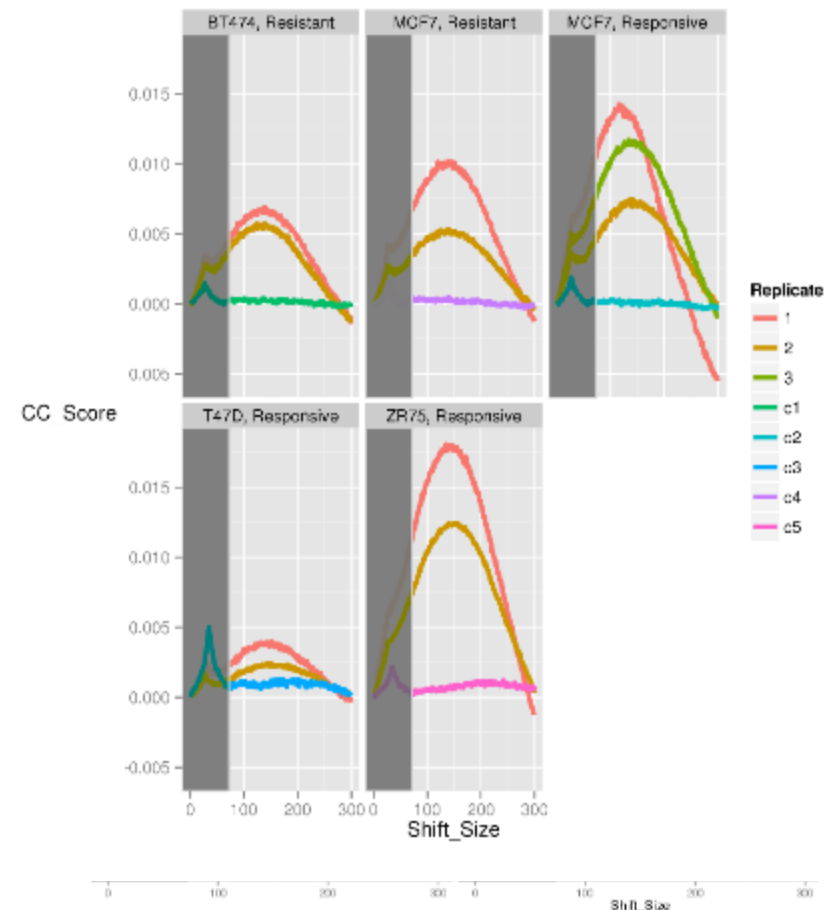 BT474, Resistant MCF7, Resistant MCF7, Responsive
0.015
0.010
0.005
0.000
0.005
CC Score
T47D, Responsive ZR75, Responsive
0.015
0.010
0.005
0.000
-0.005
0 100 200 300 0 100 200 300
Shift_Size
Replicate
1
2
3
c1
c2
c3
c4
c5
0 100 200 300 0 100 200 300
Shift_Size